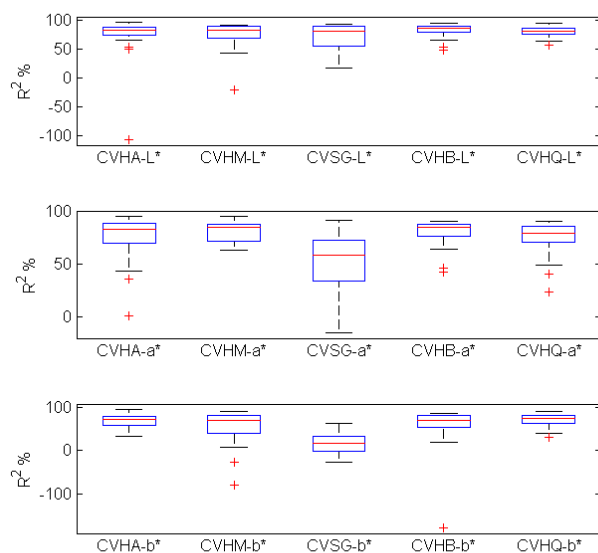 100
50
0
-50
-100
R² %
CVHA-L* CVHM-L* CVSG-L* CVHB-L* CVHQ-L*
100
50
0
R² %
CVHA-a* CVHM-a* CVSG-a* CVHB-a* CVHQ-a*
100
0
-100
R² %
CVHA-b* CVHM-b* CVSG-b* CVHB-b* CVHQ-b*